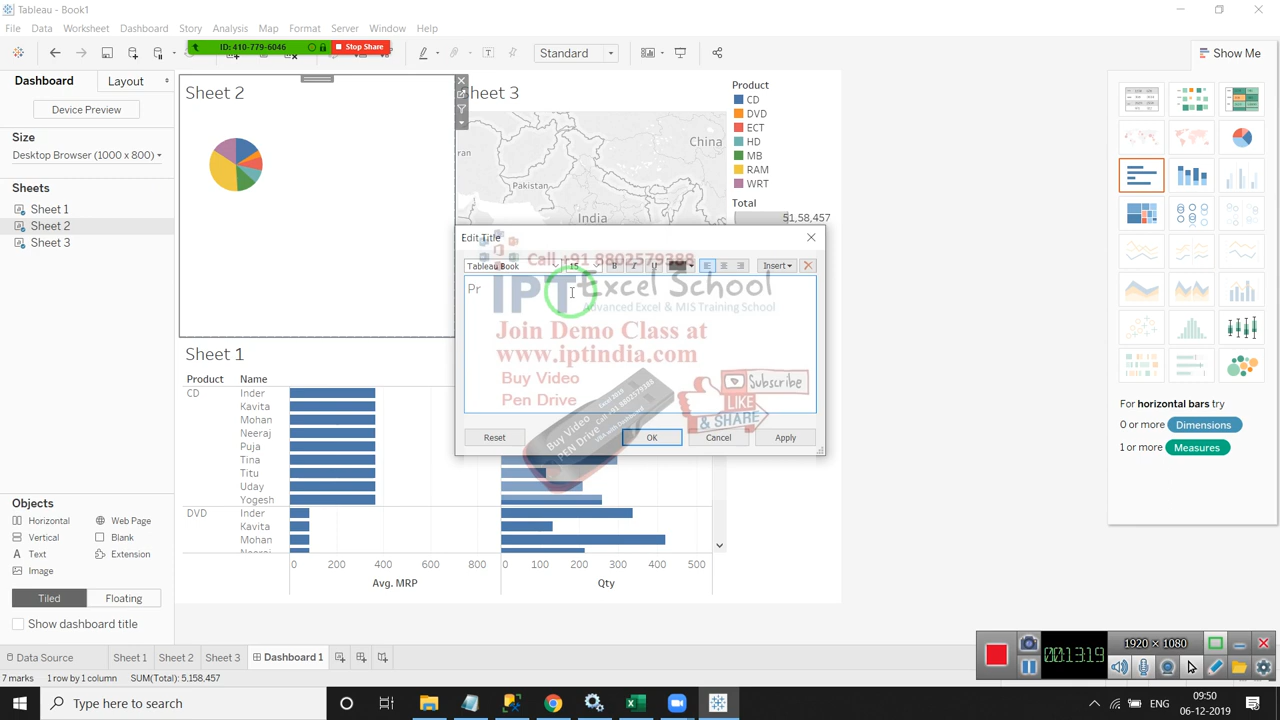 Tableau - Book1
File Data Worksheet Dashboard Story Analysis Map Format Server Window Help
ID: 410-779-6046 Stop Share
Standard
Show Me
Dashboard Layout
Device Preview
Size
Desktop Browser (1000 x 800)
Sheets
Sheet 1
Sheet 2
Sheet 3
Objects
Horizontal Web Page
Vertical Blank
Text Extension
Image
Tiled Floating
Show dashboard title
Sheet 2
Sheet 3
China
Pakistan
India
Product
CD
DVD
ECT
HD
MB
RAM
WRT
Total
51,58,457
Edit Title
Tableau Book 15 B I U Insert
Pr
Call +91 9802579388
IPT Excel School
Advanced Excel & MIS Training School
Join Demo Class at
www.iptindia.com
Buy Video
Pen Drive
Subscribe
LIKE
& SHARE
Buy Video
Reset OK Cancel Apply
Sheet 1
Product Name
CD Inder
Kavita
Mohan
Neeraj
Puja
Tina
Titu
Uday
Yogesh
DVD Inder
Kavita
Mohan
0 200 400 600 800 0 100 200 300 400 500
Avg. MRP Qty
For horizontal bars try
0 or more Dimensions
1 or more Measures
Data Source Sheet 1 Sheet 2 Sheet 3 Dashboard 1
7 marks 1 row by 1 column SUM(Total): 5,158,457
1920 × 1080
00:13:19
Type here to search
ENG
09:50
06-12-2019